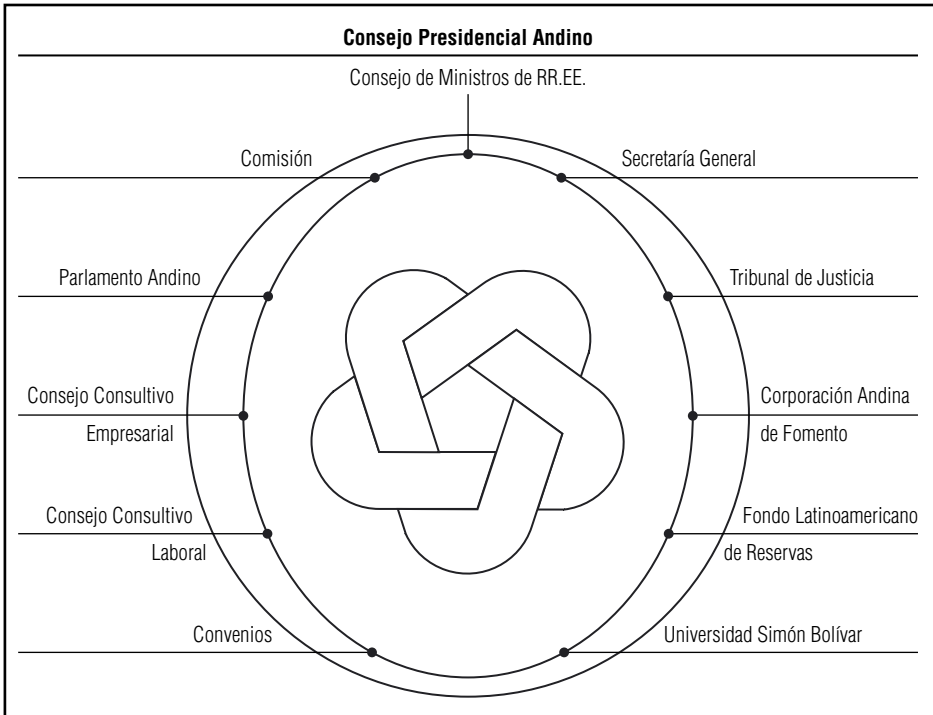 Consejo Presidencial Andino
Consejo de Ministros de RR.EE.
Comisión
Secretaría General
Parlamento Andino
Tribunal de Justicia
Consejo Consultivo
Empresarial
Corporación Andina
de Fomento
Consejo Consultivo
Laboral
Fondo Latinoamericano
de Reservas
Convenios
Universidad Simón Bolívar